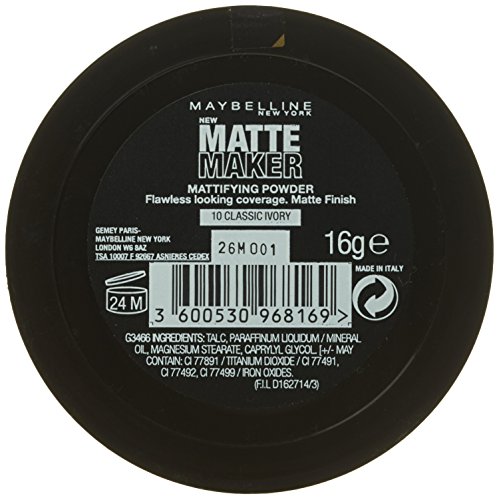 MAYBELLINE
NEW YORK
NEW
MATTE
MAKER
MATTIFYING POWDER
Flawless looking coverage. Matte Finish
10 CLASSIC IVORY
GEMEY PARIS-
MAYBELLINE NEW YORK
LONDON W6 8AZ
TSA 10007 F 92667 ASNIERES CEDEX
26M001
16g e
MADE IN ITALY
24 M
3 600530 968169 >
G3466 INGREDIENTS: TALC, PARAFFINUM LIQUIDUM / MINERAL
OIL, MAGNESIUM STEARATE, CAPRYLYL GLYCOL. [+/- MAY
CONTAIN: CI 77891 / TITANIUM DIOXIDE / CI 77491,
CI 77492, CI 77499 / IRON OXIDES.
(F.I.L D162714/3)